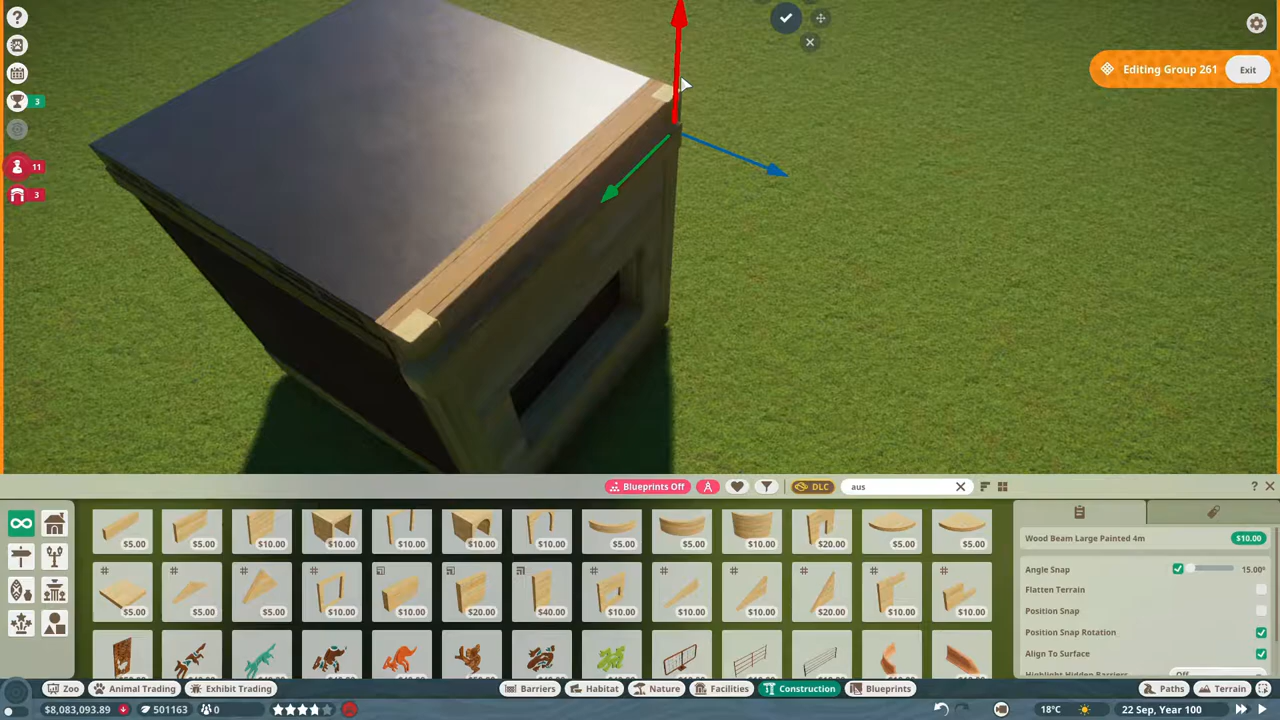 3
11
3
Editing Group 261
Exit
Blueprints Off
DLC
aus
$5.00 $5.00 $10.00 $10.00 $10.00 $10.00 $10.00 $5.00 $5.00 $10.00 $20.00 $5.00 $5.00
$5.00 $5.00 $5.00 $10.00 $10.00 $20.00 $40.00 $10.00 $5.00 $10.00 $20.00 $10.00 $10.00
Wood Beam Large Painted 4m $10.00
Angle Snap 15.00°
Flatten Terrain
Position Snap
Position Snap Rotation
Align To Surface
Zoo Animal Trading Exhibit Trading Barriers Habitat Nature Facilities Construction Blueprints Paths Terrain
$8,083,093.89 501163 0 18°C 22 Sep, Year 100